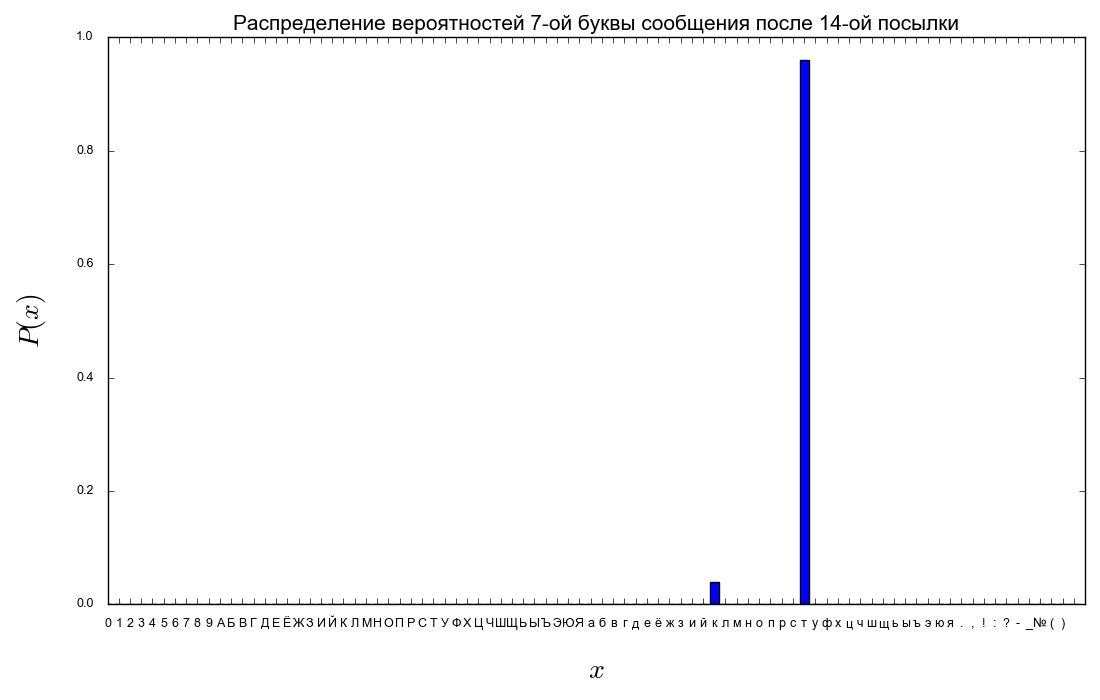 Распределение вероятностей 7-ой буквы сообщения после 14-ой посылки
1.0
0.8
0.6
0.4
0.2
0.0
P(x)
0 1 2 3 4 5 6 7 8 9 А Б В Г Д Е Ё Ж З И Й К Л М Н О П Р С Т У Ф Х Ц Ч Ш Щ Ь Ы Ъ Э Ю Я а б в г д е ё ж з и й к л м н о п р с т у ф х ц ч ш щ ь ы ъ э ю я . , ! : ? - _ № ( )
x